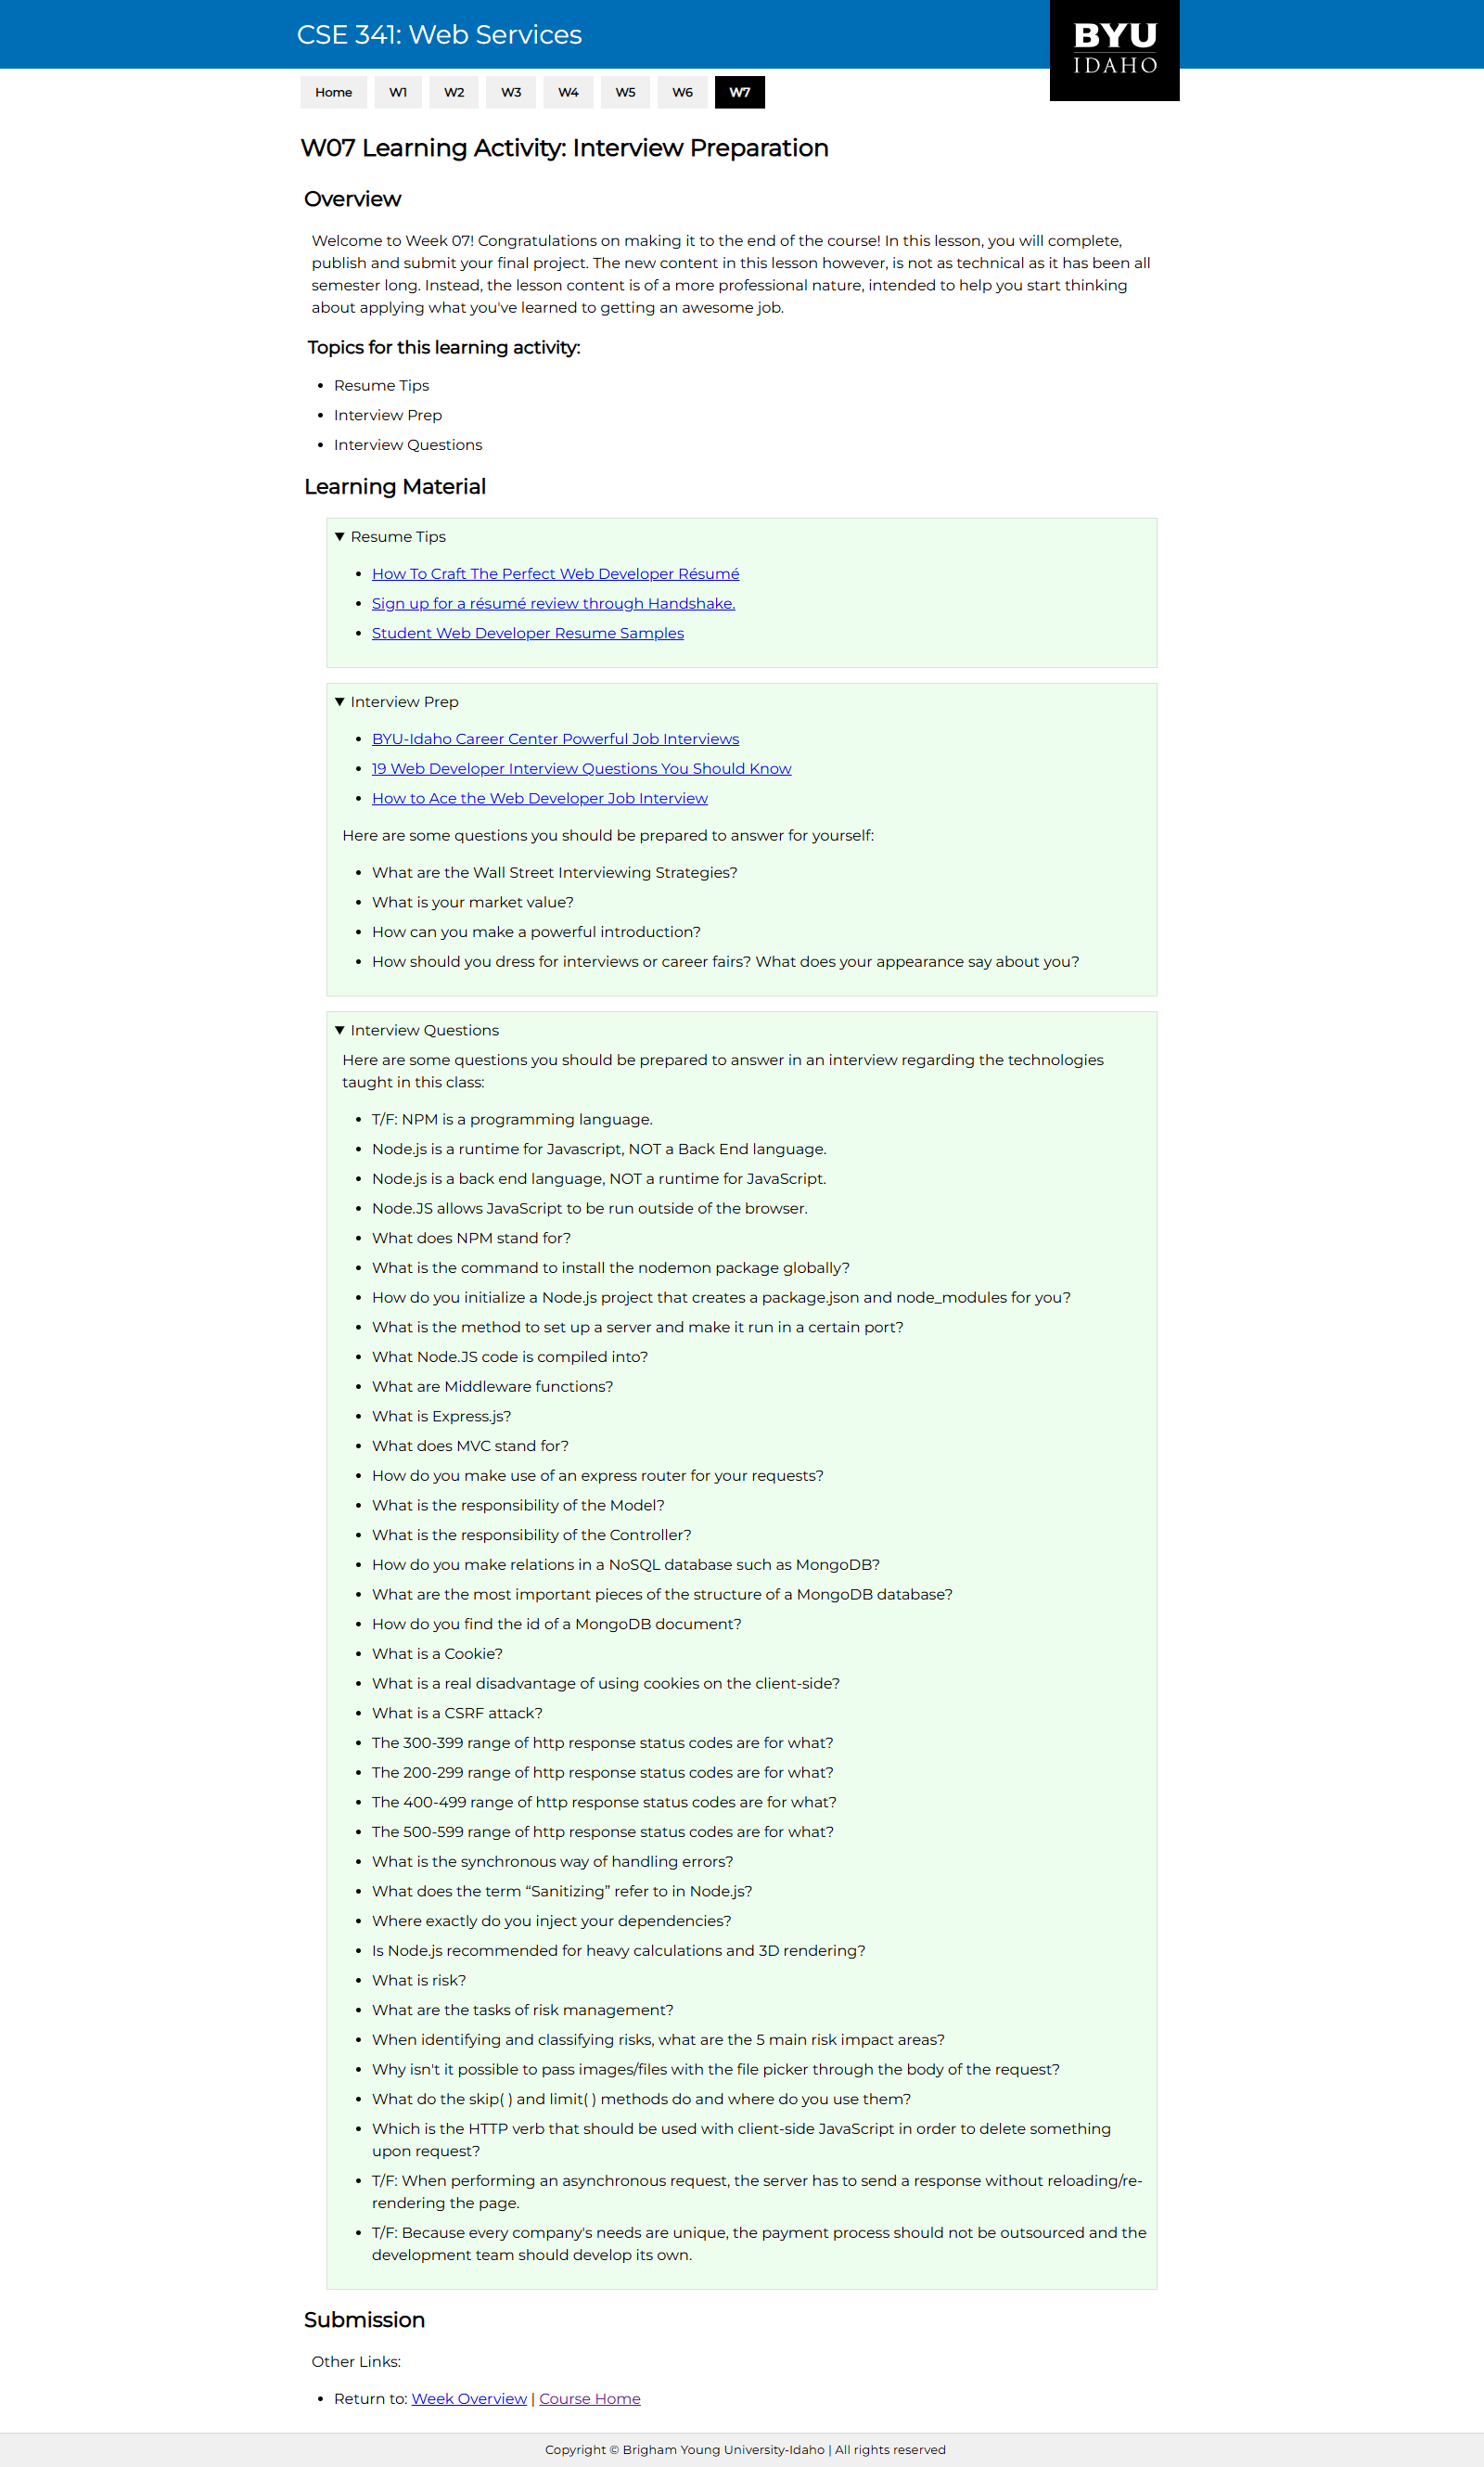 CSE 341: Web Services
BYU
IDAHO
Home W1 W2 W3 W4 W5 W6 W7
W07 Learning Activity: Interview Preparation
Overview
Welcome to Week 07! Congratulations on making it to the end of the course! In this lesson, you will complete,
publish and submit your final project. The new content in this lesson however, is not as technical as it has been all
semester long. Instead, the lesson content is of a more professional nature, intended to help you start thinking
about applying what you've learned to getting an awesome job.
Topics for this learning activity:
• Resume Tips
• Interview Prep
• Interview Questions
Learning Material
▼ Resume Tips
• How To Craft The Perfect Web Developer Résumé
• Sign up for a résumé review through Handshake.
• Student Web Developer Resume Samples
▼ Interview Prep
• BYU-Idaho Career Center Powerful Job Interviews
• 19 Web Developer Interview Questions You Should Know
• How to Ace the Web Developer Job Interview
Here are some questions you should be prepared to answer for yourself:
• What are the Wall Street Interviewing Strategies?
• What is your market value?
• How can you make a powerful introduction?
• How should you dress for interviews or career fairs? What does your appearance say about you?
▼ Interview Questions
Here are some questions you should be prepared to answer in an interview regarding the technologies
taught in this class:
• T/F: NPM is a programming language.
• Node.js is a runtime for Javascript, NOT a Back End language.
• Node.js is a back end language, NOT a runtime for JavaScript.
• Node.JS allows JavaScript to be run outside of the browser.
• What does NPM stand for?
• What is the command to install the nodemon package globally?
• How do you initialize a Node.js project that creates a package.json and node_modules for you?
• What is the method to set up a server and make it run in a certain port?
• What Node.JS code is compiled into?
• What are Middleware functions?
• What is Express.js?
• What does MVC stand for?
• How do you make use of an express router for your requests?
• What is the responsibility of the Model?
• What is the responsibility of the Controller?
• How do you make relations in a NoSQL database such as MongoDB?
• What are the most important pieces of the structure of a MongoDB database?
• How do you find the id of a MongoDB document?
• What is a Cookie?
• What is a real disadvantage of using cookies on the client-side?
• What is a CSRF attack?
• The 300-399 range of http response status codes are for what?
• The 200-299 range of http response status codes are for what?
• The 400-499 range of http response status codes are for what?
• The 500-599 range of http response status codes are for what?
• What is the synchronous way of handling errors?
• What does the term “Sanitizing” refer to in Node.js?
• Where exactly do you inject your dependencies?
• Is Node.js recommended for heavy calculations and 3D rendering?
• What is risk?
• What are the tasks of risk management?
• When identifying and classifying risks, what are the 5 main risk impact areas?
• Why isn't it possible to pass images/files with the file picker through the body of the request?
• What do the skip( ) and limit( ) methods do and where do you use them?
• Which is the HTTP verb that should be used with client-side JavaScript in order to delete something
upon request?
• T/F: When performing an asynchronous request, the server has to send a response without reloading/re-
rendering the page.
• T/F: Because every company's needs are unique, the payment process should not be outsourced and the
development team should develop its own.
Submission
Other Links:
• Return to: Week Overview | Course Home
Copyright © Brigham Young University-Idaho | All rights reserved